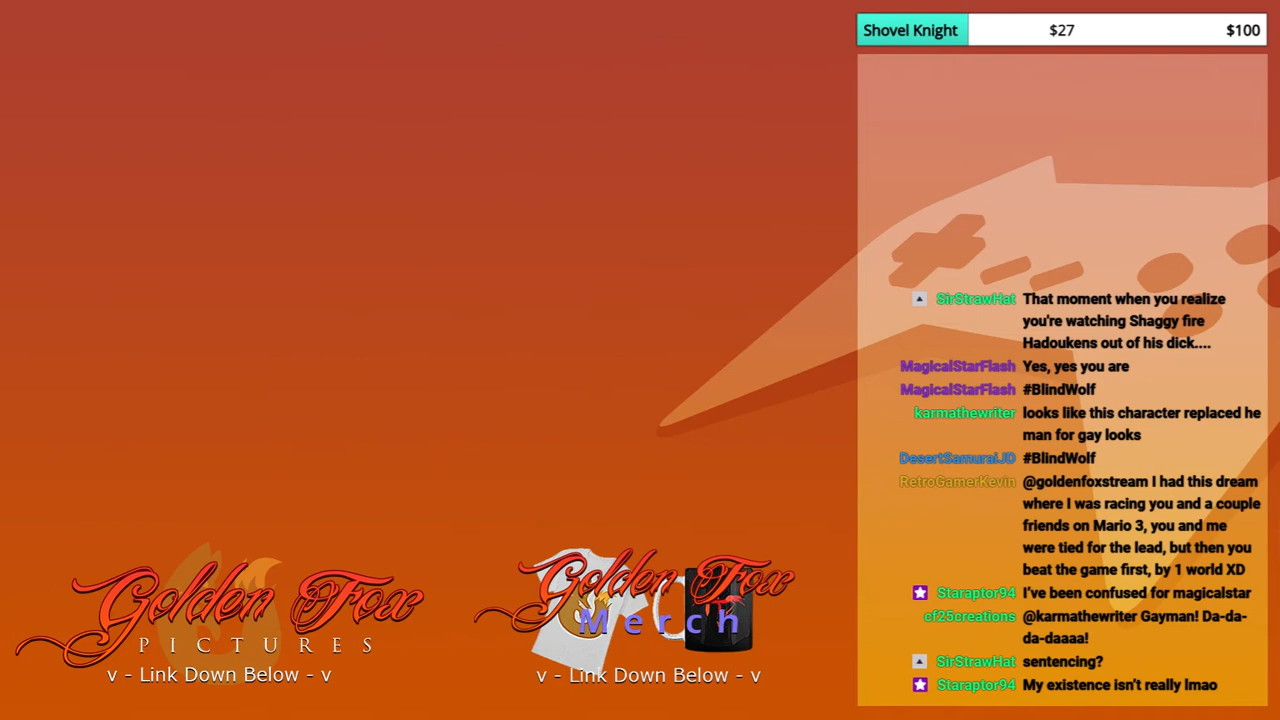 Shovel Knight $27 $100
SirStrawHat That moment when you realize
you're watching Shaggy fire
Hadoukens out of his dick....
MagicalStarFlash Yes, yes you are
MagicalStarFlash #BlindWolf
karmathewriter looks like this character replaced he
man for gay looks
DesertSamuraiJD #BlindWolf
RetroGamerKevin @goldenfoxstream I had this dream
where I was racing you and a couple
friends on Mario 3, you and me
were tied for the lead, but then you
beat the game first, by 1 world XD
Staraptor94 I've been confused for magicalstar
of25creations @karmathewriter Gayman! Da-da-
da-daaaa!
SirStrawHat sentencing?
Staraptor94 My existence isn't really lmao
Golden Fox
PICTURES
v - Link Down Below - v
Golden Fox
Merch
v - Link Down Below - v